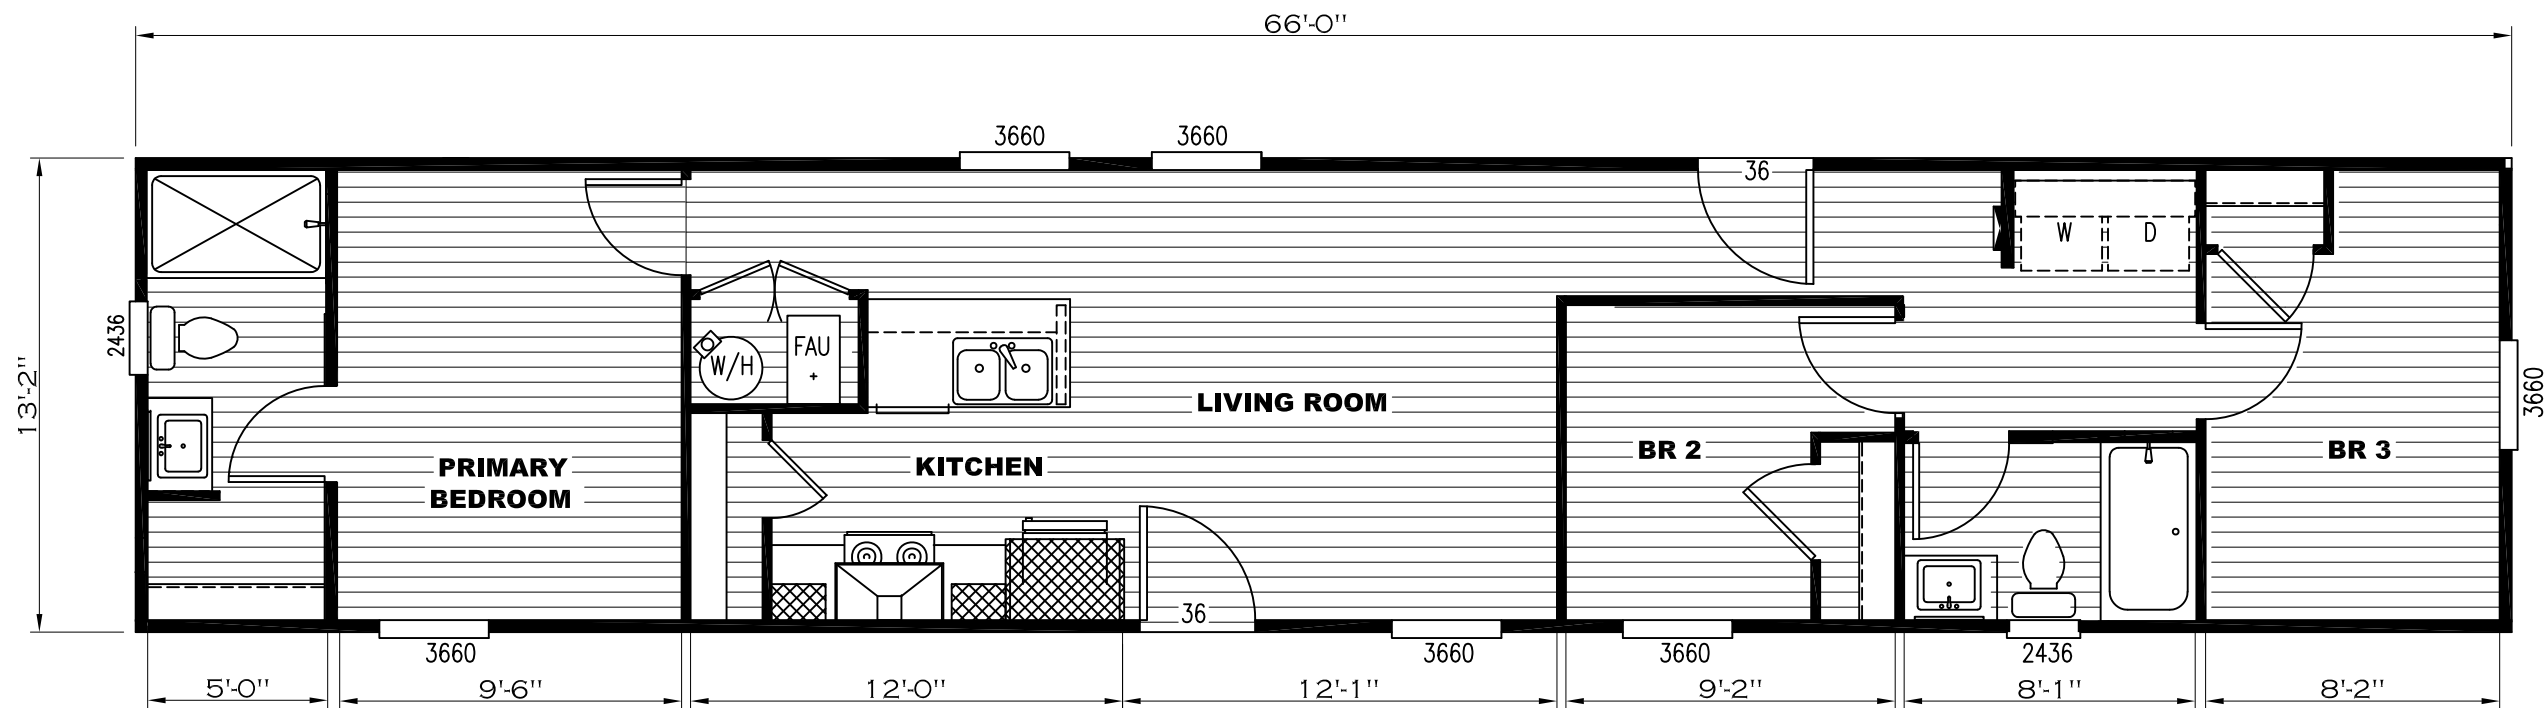 66'-0"
3660 3660
36
W D
2436
W/H FAU
13'-2"
LIVING ROOM
3660
PRIMARY
BEDROOM
KITCHEN
BR 2
BR 3
36
3660 3660 3660 2436
5'-0" 9'-6" 12'-0" 12'-1" 9'-2" 8'-1" 8'-2"